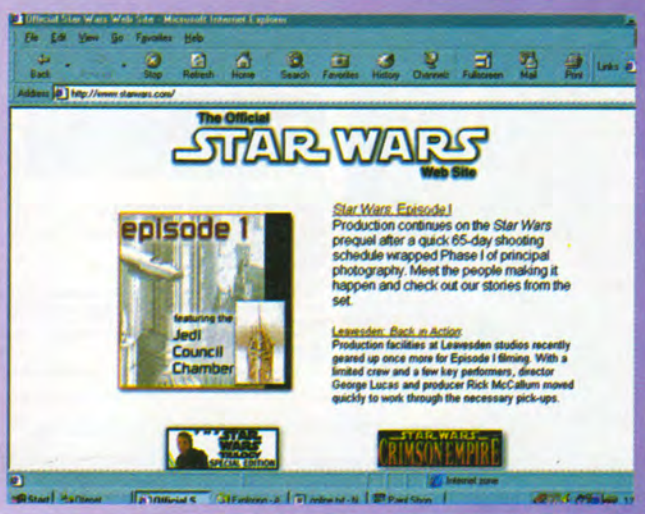 Official Star Wars Web Site - Microsoft Internet Explorer
File Edit View Go Favorites Help
Back Stop Refresh Home Search Favorites History Channels Fullscreen Mail Print Links
Address http://www.starwars.com/
The Official
STAR WARS
Web Site
episode 1
featuring the
Jedi
Council
Chamber
Star Wars: Episode I
Production continues on the Star Wars
prequel after a quick 65-day shooting
schedule wrapped Phase I of principal
photography. Meet the people making it
happen and check out our stories from the
set.
Leavesden: Back in Action:
Production facilities at Leavesden studios recently
geared up once more for Episode I filming. With a
limited crew and a few key performers, director
George Lucas and producer Rick McCallum moved
quickly to work through the necessary pick-ups.
STAR
WARS
TRILOGY
SPECIAL EDITION
STAR WARS
CRIMSON EMPIRE
Internet zone
Start Official S... Paint Shop